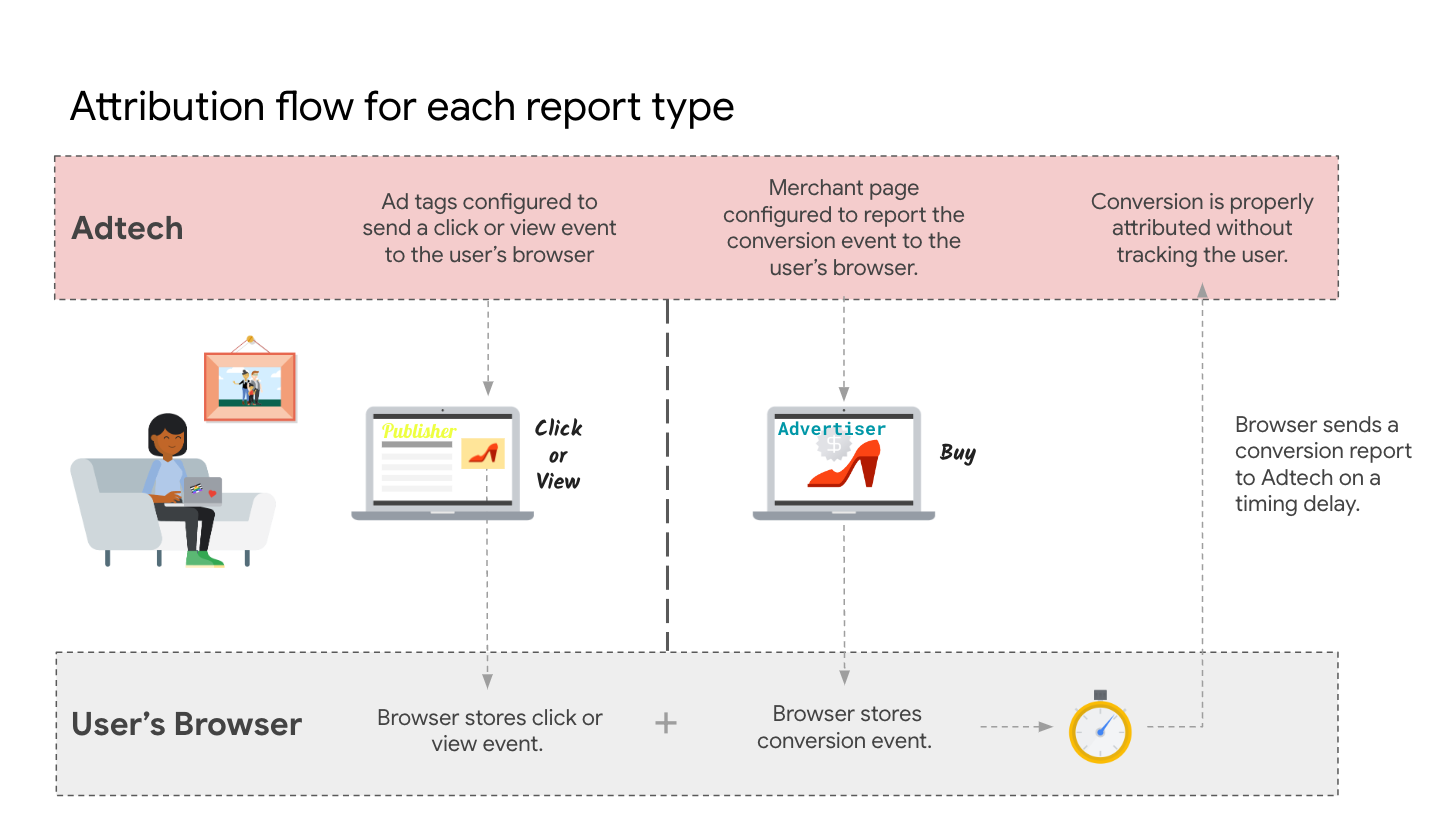 Attribution flow for each report type
Adtech
Ad tags configured to
send a click or view event
to the user's browser
Merchant page
configured to report the
conversion event to the
user's browser.
Conversion is properly
attributed without
tracking the user.
Publisher
Click
or
View
Advertiser
$
Buy
Browser sends a
conversion report
to Adtech on a
timing delay.
User's Browser
Browser stores click or
view event.
+
Browser stores
conversion event.